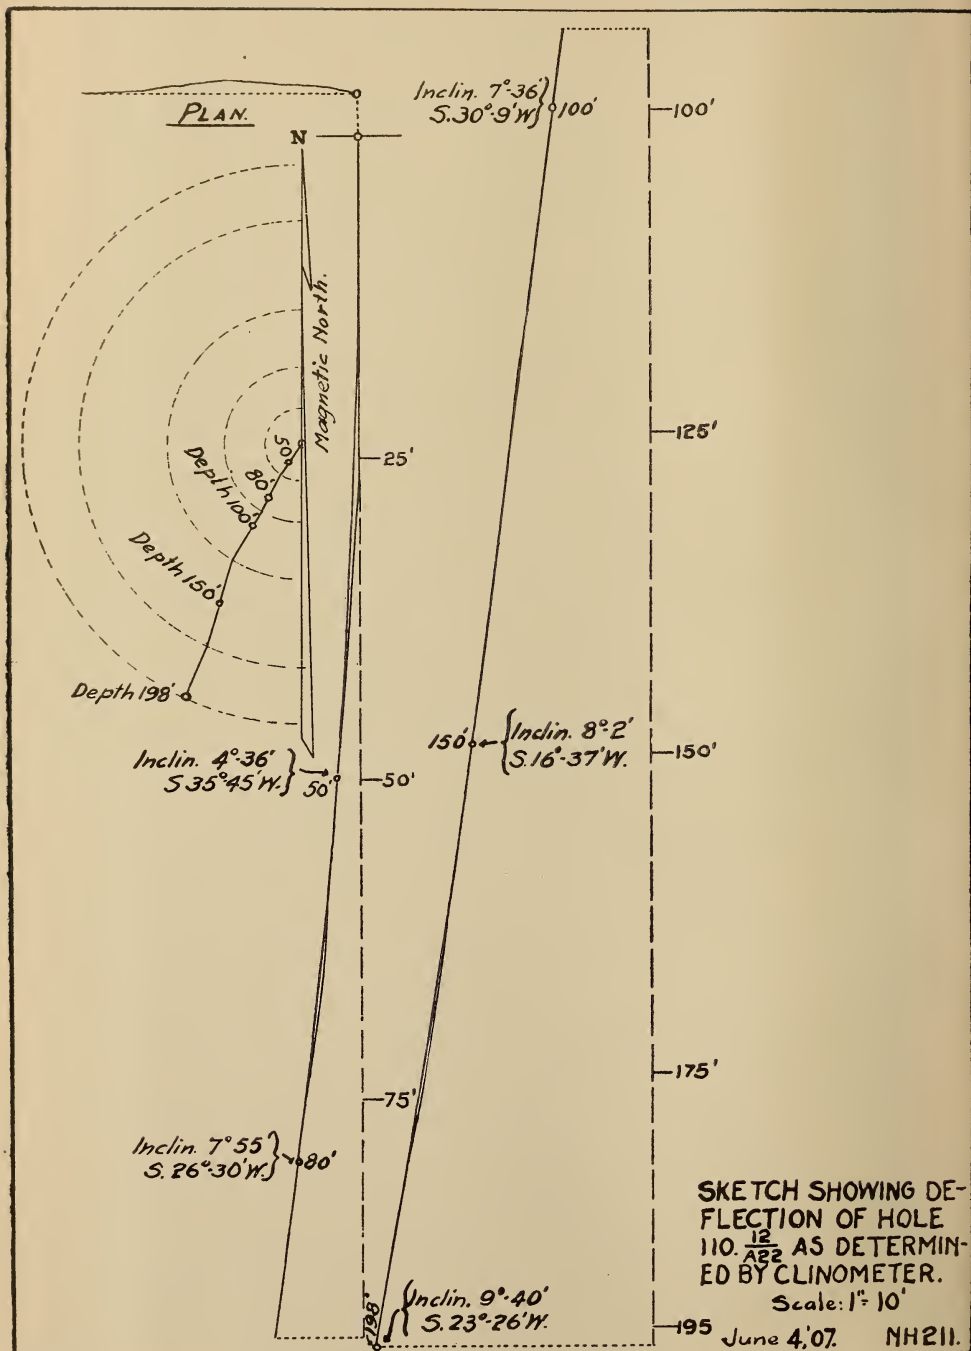 PLAN.
N
Magnetic North.
50'
80'
Depth 100'
Depth 150'
Depth 198'
25'
Inclin. 4°-36'
S 35°-45' W.
50'
50'
75'
Inclin. 7° 55'
S. 26°-30' W.
80'
Inclin. 7°-36'
S. 30°-9' W
100'
100'
125'
150'
Inclin. 8°-2'
S. 16°-37' W.
150'
175'
198'
Inclin. 9°-40'
S. 23°-26' W.
195
SKETCH SHOWING DE-
FLECTION OF HOLE
110. 12/A22 AS DETERMIN-
ED BY CLINOMETER.
Scale: 1"= 10'
June 4,'07. NH211.